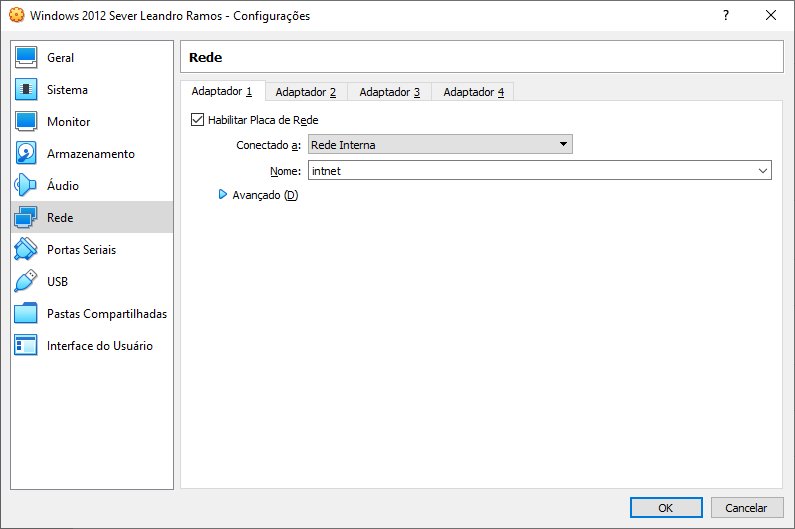 Windows 2012 Sever Leandro Ramos - Configurações
?
Geral
Sistema
Monitor
Armazenamento
Áudio
Rede
Portas Seriais
USB
Pastas Compartilhadas
Interface do Usuário
Rede
Adaptador 1 Adaptador 2 Adaptador 3 Adaptador 4
Habilitar Placa de Rede
Conectado a: Rede Interna
Nome: intnet
Avançado (D)
OK Cancelar